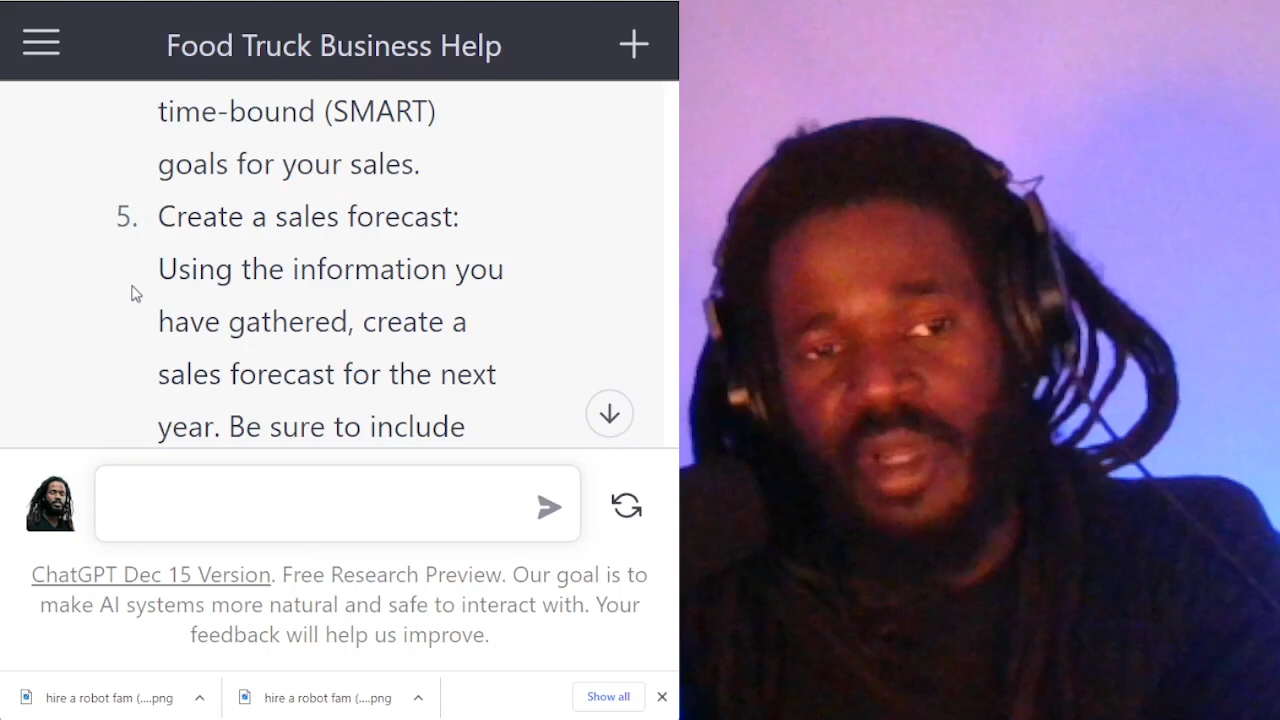 Food Truck Business Help
time-bound (SMART)
goals for your sales.
5. Create a sales forecast:
Using the information you
have gathered, create a
sales forecast for the next
year. Be sure to include
ChatGPT Dec 15 Version. Free Research Preview. Our goal is to
make AI systems more natural and safe to interact with. Your
feedback will help us improve.
hire a robot fam (....png
hire a robot fam (....png
Show all